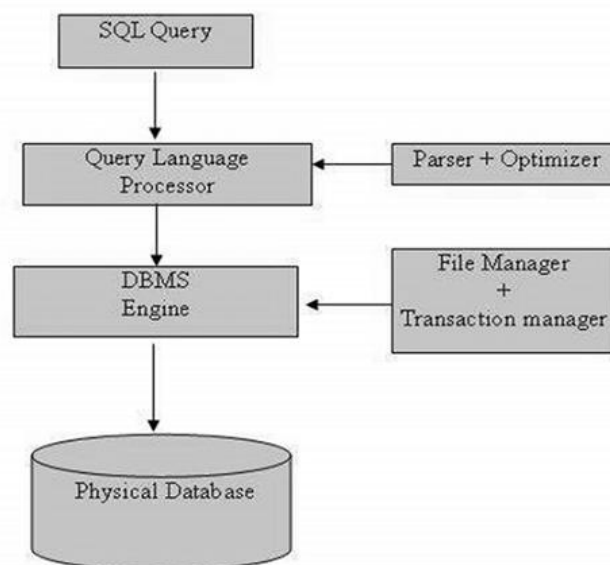 SQL Query
Query Language
Processor
Parser + Optimizer
DBMS
Engine
File Manager
+
Transaction manager
Physical Database